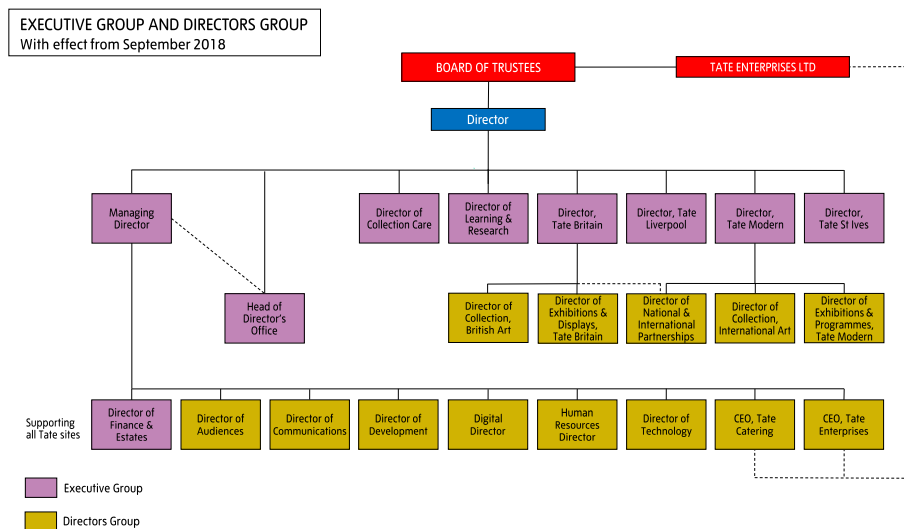 EXECUTIVE GROUP AND DIRECTORS GROUP
With effect from September 2018
BOARD OF TRUSTEES
TATE ENTERPRISES LTD
Director
Managing
Director
Director of
Collection Care
Director of
Learning &
Research
Director,
Tate Britain
Director, Tate
Liverpool
Director,
Tate Modern
Director,
Tate St Ives
Head of
Director's
Office
Director of
Collection,
British Art
Director of
Exhibitions &
Displays,
Tate Britain
Director of
National &
International
Partnerships
Director of
Collection,
International Art
Director of
Exhibitions &
Programmes,
Tate Modern
Supporting
all Tate sites
Director of
Finance &
Estates
Director of
Audiences
Director of
Communications
Director of
Development
Digital
Director
Human
Resources
Director
Director of
Technology
CEO, Tate
Catering
CEO, Tate
Enterprises
Executive Group
Directors Group